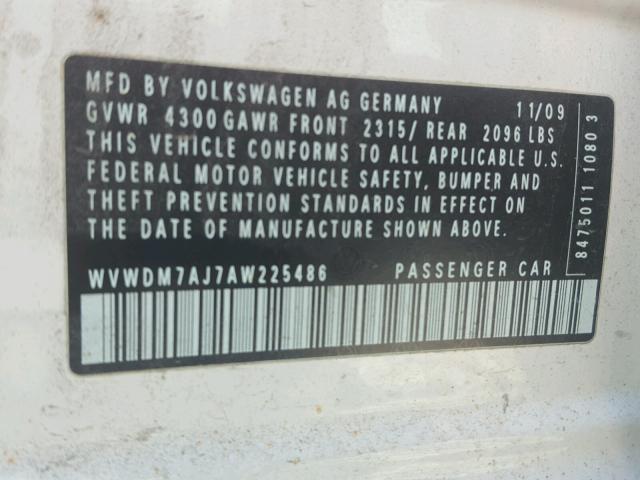 MFD BY VOLKSWAGEN AG GERMANY 11/09
GVWR 4300 GAWR FRONT 2315/ REAR 2096 LBS
THIS VEHICLE CONFORMS TO ALL APPLICABLE U.S.
FEDERAL MOTOR VEHICLE SAFETY, BUMPER AND
THEFT PREVENTION STANDARDS IN EFFECT ON
THE DATE OF MANUFACTURE SHOWN ABOVE.
WVWDM7AJ7AW225486 PASSENGER CAR
8475011 1080 3